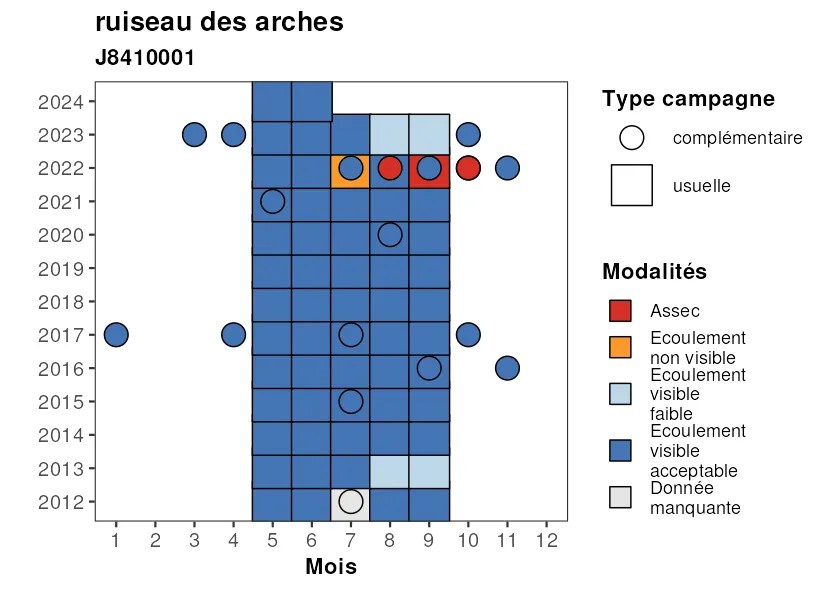 ruiseau des arches
J8410001
2024
2023
2022
2021
2020
2019
2018
2017
2016
2015
2014
2013
2012
1 2 3 4 5 6 7 8 9 10 11 12
Mois
Type campagne
complémentaire
usuelle
Modalités
Assec
Ecoulement
non visible
Ecoulement
visible
faible
Ecoulement
visible
acceptable
Donnée
manquante